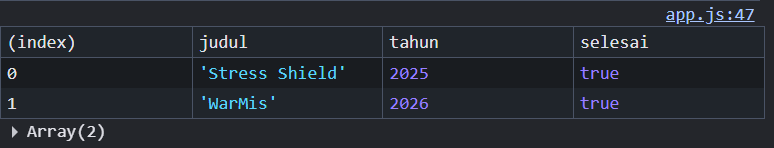 app.js:47
(index) judul tahun selesai
0 'Stress Shield' 2025 true
1 'WarMis' 2026 true
▶ Array(2)